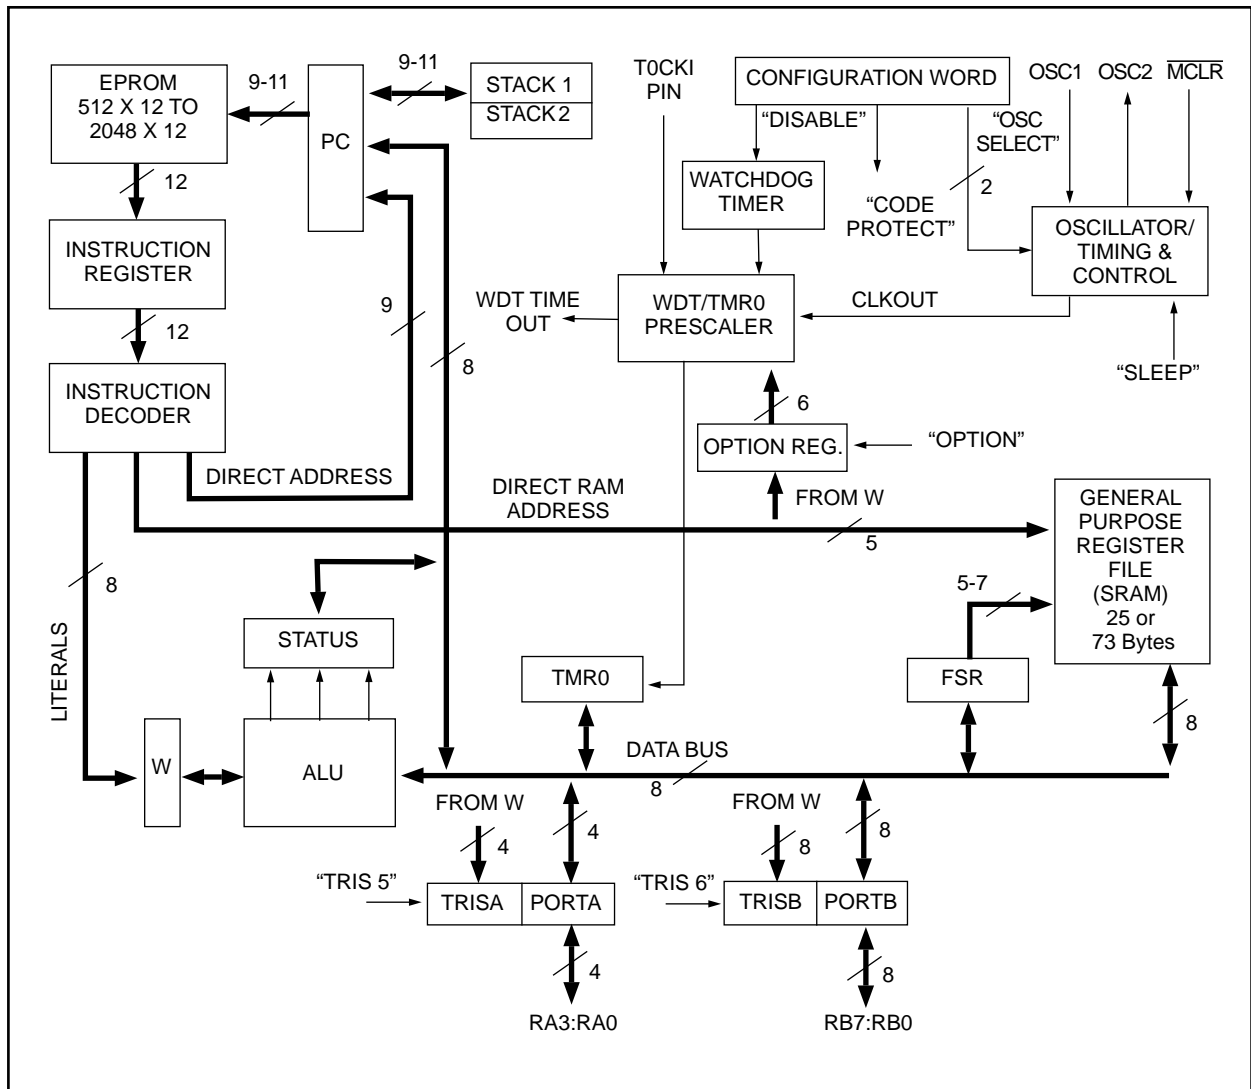 EPROM
512 X 12 TO
2048 X 12
9-11
PC
9-11
STACK 1
STACK 2
T0CKI
PIN
CONFIGURATION WORD
OSC1
OSC2
MCLR
“DISABLE”
“OSC
SELECT”
2
12
WATCHDOG
TIMER
“CODE
PROTECT”
OSCILLATOR/
TIMING &
CONTROL
INSTRUCTION
REGISTER
9
WDT TIME
OUT
WDT/TMR0
PRESCALER
CLKOUT
12
8
“SLEEP”
INSTRUCTION
DECODER
6
OPTION REG.
“OPTION”
DIRECT ADDRESS
DIRECT RAM
ADDRESS
FROM W
5
GENERAL
PURPOSE
REGISTER
FILE
(SRAM)
25 or
73 Bytes
8
LITERALS
STATUS
5-7
TMR0
FSR
8
W
ALU
DATA BUS
8
FROM W
4
4
FROM W
8
8
“TRIS 5”
TRISA
PORTA
“TRIS 6”
TRISB
PORTB
4
8
RA3:RA0
RB7:RB0